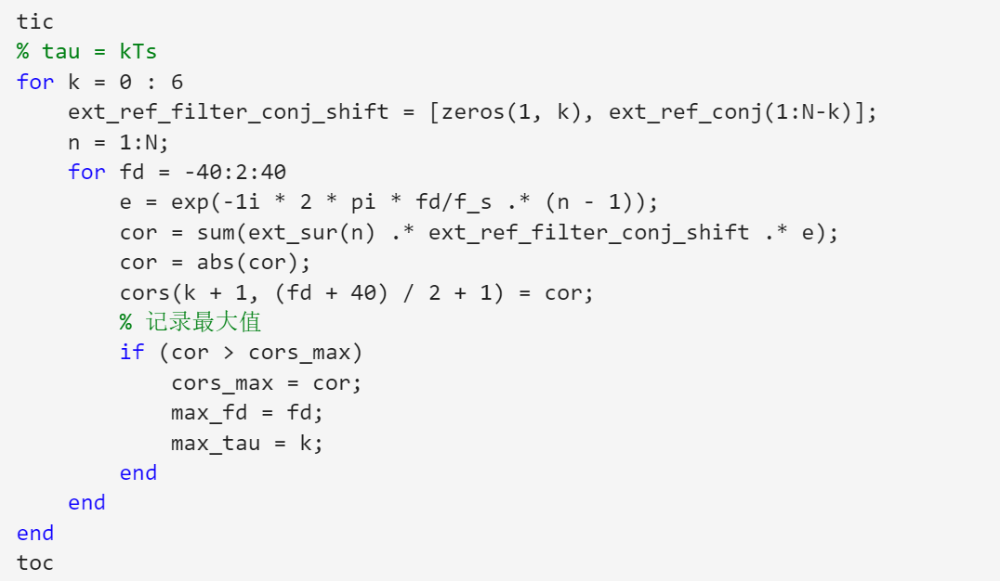 tic
% tau = kTs
for k = 0 : 6
    ext_ref_filter_conj_shift = [zeros(1, k), ext_ref_conj(1:N-k)];
    n = 1:N;
    for fd = -40:2:40
        e = exp(-1i * 2 * pi * fd/f_s .* (n - 1));
        cor = sum(ext_sur(n) .* ext_ref_filter_conj_shift .* e);
        cor = abs(cor);
        cors(k + 1, (fd + 40) / 2 + 1) = cor;
        % 记录最大值
        if (cor > cors_max)
            cors_max = cor;
            max_fd = fd;
            max_tau = k;
        end
    end
end
toc